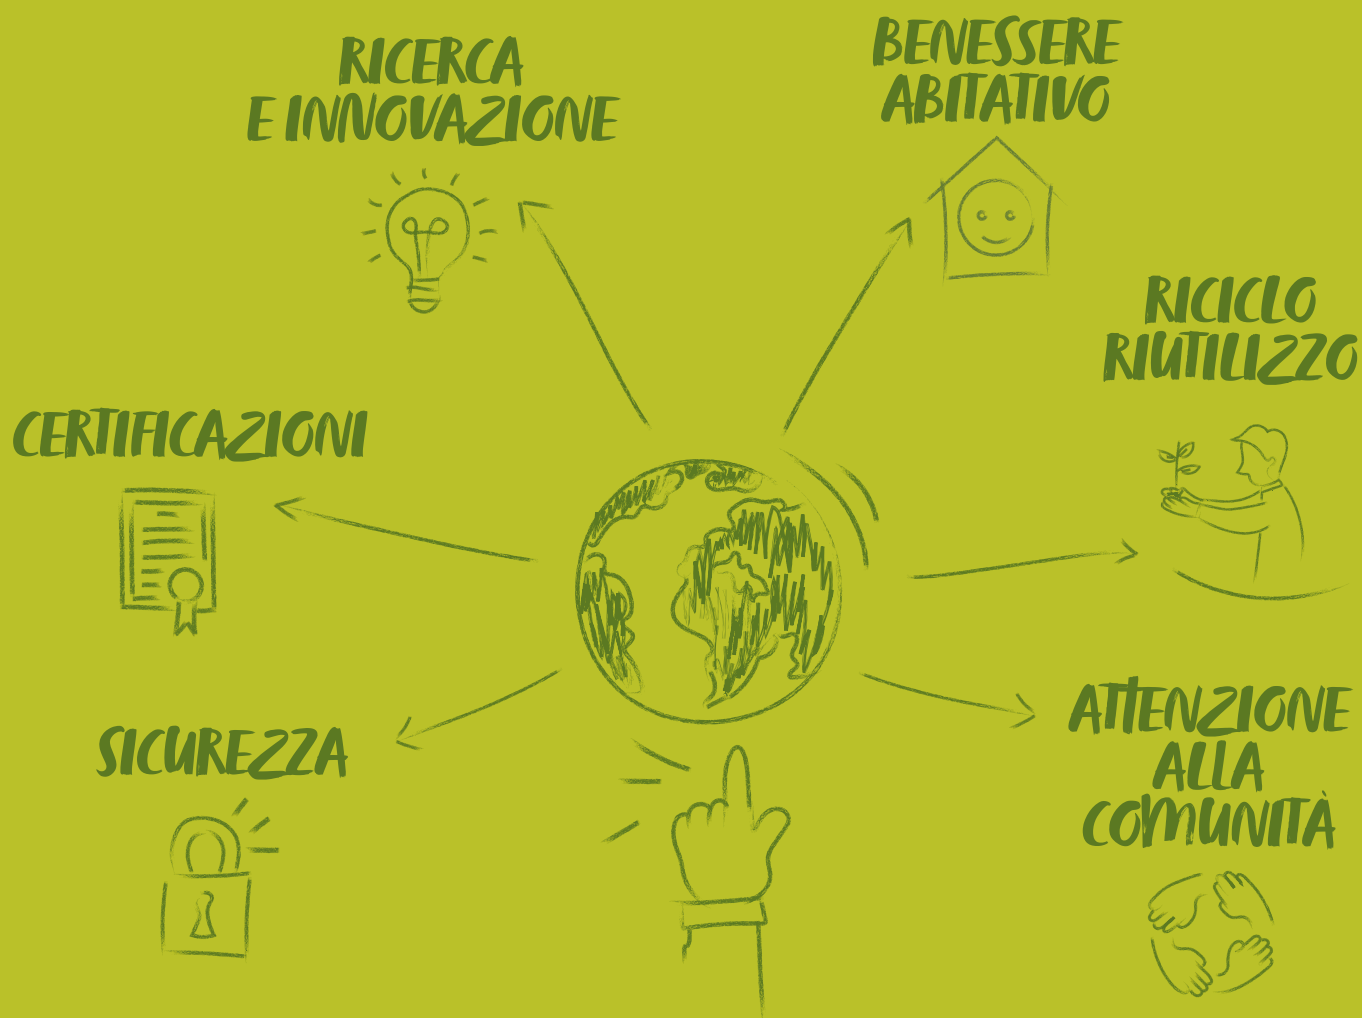 RICERCA
E INNOVAZIONE
BENESSERE
ABITATIVO
RICICLO
RIUTILIZZO
CERTIFICAZIONI
SICUREZZA
ATTENZIONE
ALLA
COMUNITÀ